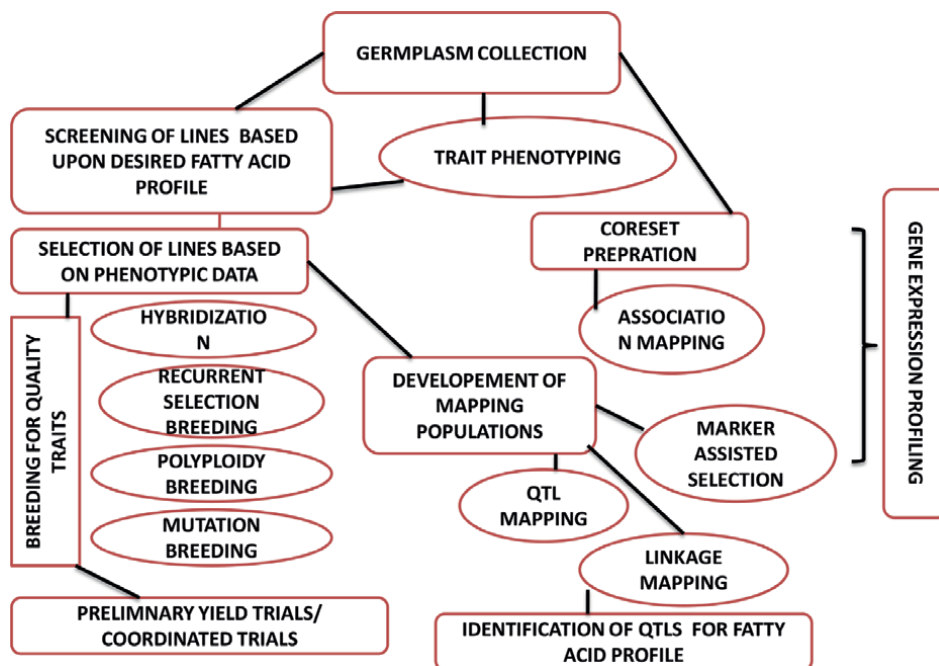 GERMPLASM COLLECTION
SCREENING OF LINES BASED
UPON DESIRED FATTY ACID
PROFILE
TRAIT PHENOTYPING
SELECTION OF LINES BASED
ON PHENOTYPIC DATA
CORESET
PREPRATION
GENE EXPRESSION PROFILING
BREEDING FOR QUALITY
TRAITS
HYBRIDIZATIO
N
RECURRENT
SELECTION
BREEDING
POLYPLOIDY
BREEDING
MUTATION
BREEDING
ASSOCIATIO
N MAPPING
DEVELOPEMENT OF
MAPPING
POPULATIONS
MARKER
ASSISTED
SELECTION
QTL
MAPPING
LINKAGE
MAPPING
PRELIMNARY YIELD TRIALS/
COORDINATED TRIALS
IDENTIFICATION OF QTLS FOR FATTY
ACID PROFILE